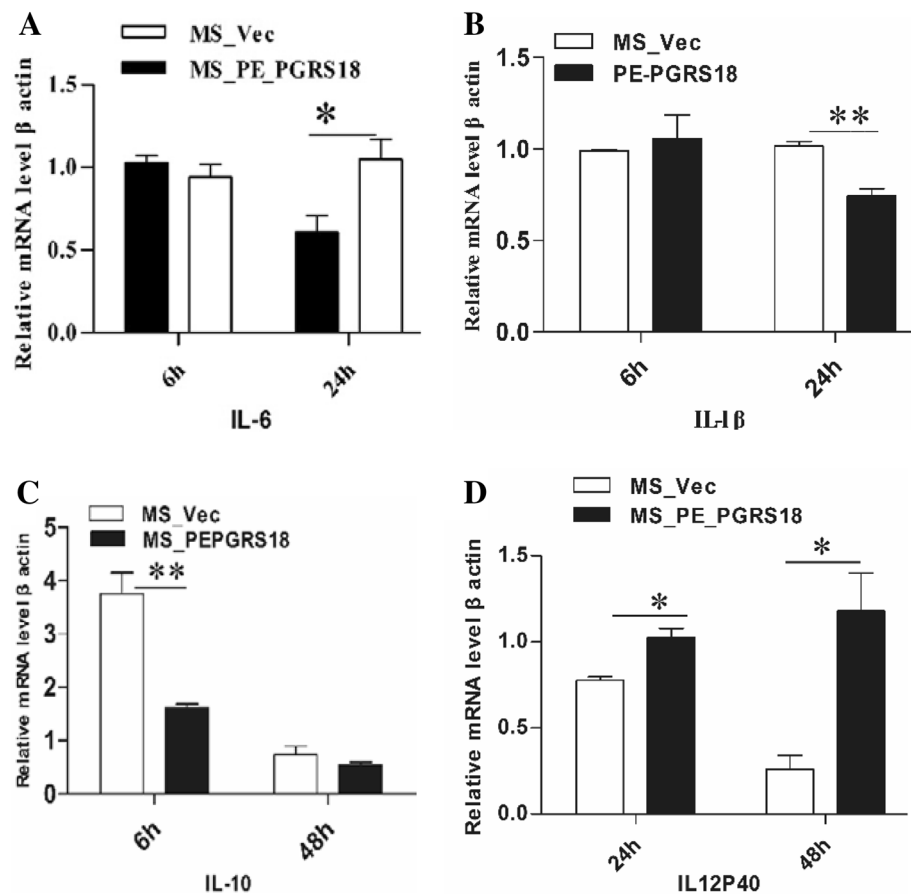 A
MS_Vec
MS_PE_PGRS18
Relative mRNA level β actin
1.5
1.0
0.5
0.0
*
6h
24h
IL-6
B
MS_Vec
PE-PGRS18
Relative mRNA level β actin
1.5
1.0
0.5
0.0
**
6h
24h
IL-1β
C
MS_Vec
MS_PEPGRS18
Relative mRNA level β actin
5
4
3
2
1
0
**
6h
48h
IL-10
D
MS_Vec
MS_PE_PGRS18
Relative mRNA level β actin
1.5
1.0
0.5
0.0
*
*
24h
48h
IL12P40